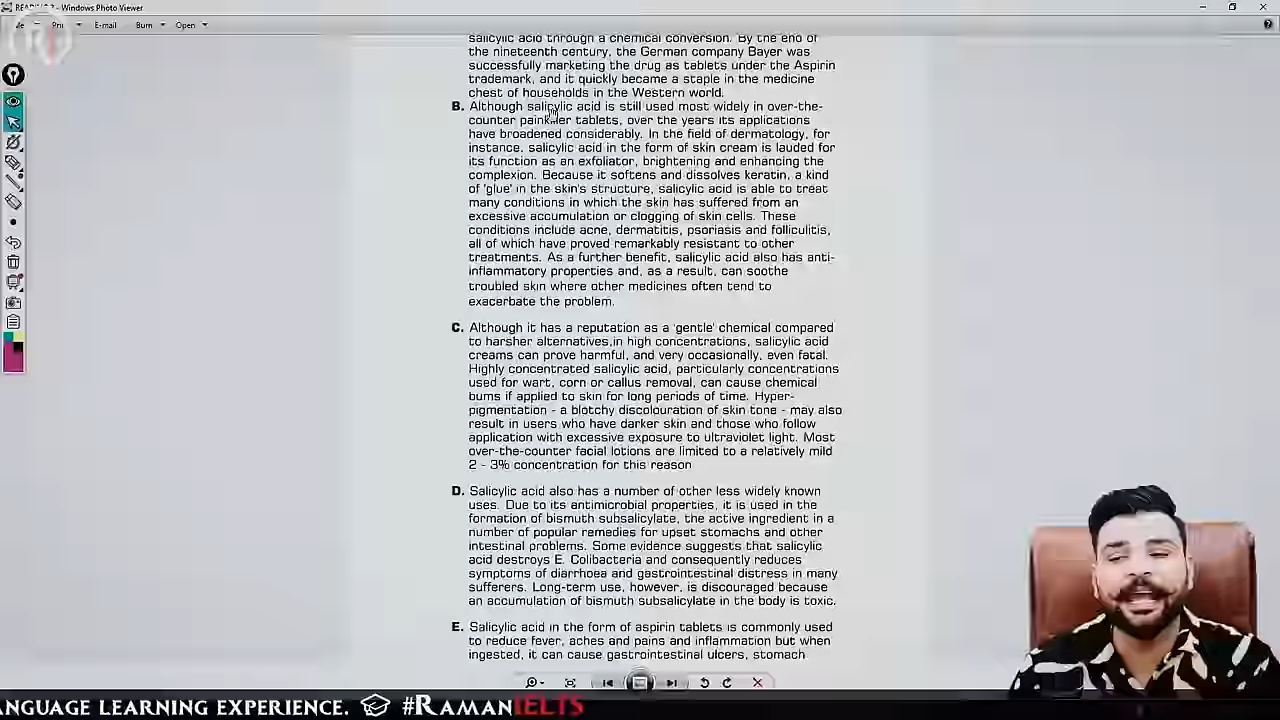 READING 2 - Windows Photo Viewer
E-mail Burn Open
salicylic acid through a chemical conversion. By the end of
the nineteenth century, the German company Bayer was
successfully marketing the drug as tablets under the Aspirin
trademark, and it quickly became a staple in the medicine
chest of households in the Western world.
B. Although salicylic acid is still used most widely in over-the-
counter painkiller tablets, over the years its applications
have broadened considerably. In the field of dermatology, for
instance, salicylic acid in the form of skin cream is lauded for
its function as an exfoliator, brightening and enhancing the
complexion. Because it softens and dissolves keratin, a kind
of 'glue' in the skin's structure, salicylic acid is able to treat
many conditions in which the skin has suffered from an
excessive accumulation or clogging of skin cells. These
conditions include acne, dermatitis, psoriasis and folliculitis,
all of which have proved remarkably resistant to other
treatments. As a further benefit, salicylic acid also has anti-
inflammatory properties and, as a result, can soothe
troubled skin where other medicines often tend to
exacerbate the problem.
C. Although it has a reputation as a 'gentle' chemical compared
to harsher alternatives,in high concentrations, salicylic acid
creams can prove harmful, and very occasionally, even fatal.
Highly concentrated salicylic acid, particularly concentrations
used for wart, corn or callus removal, can cause chemical
burns if applied to skin for long periods of time. Hyper-
pigmentation - a blotchy discolouration of skin tone - may also
result in users who have darker skin and those who follow
application with excessive exposure to ultraviolet light. Most
over-the-counter facial lotions are limited to a relatively mild
2 - 3% concentration for this reason
D. Salicylic acid also has a number of other less widely known
uses. Due to its antimicrobial properties, it is used in the
formation of bismuth subsalicylate, the active ingredient in a
number of popular remedies for upset stomachs and other
intestinal problems. Some evidence suggests that salicylic
acid destroys E. Colibacteria and consequently reduces
symptoms of diarrhoea and gastrointestinal distress in many
sufferers. Long-term use, however, is discouraged because
an accumulation of bismuth subsalicylate in the body is toxic.
E. Salicylic acid in the form of aspirin tablets is commonly used
to reduce fever, aches and pains and inflammation but when
ingested, it can cause gastrointestinal ulcers, stomach
ANGUAGE LEARNING EXPERIENCE. #RAMANIELTS